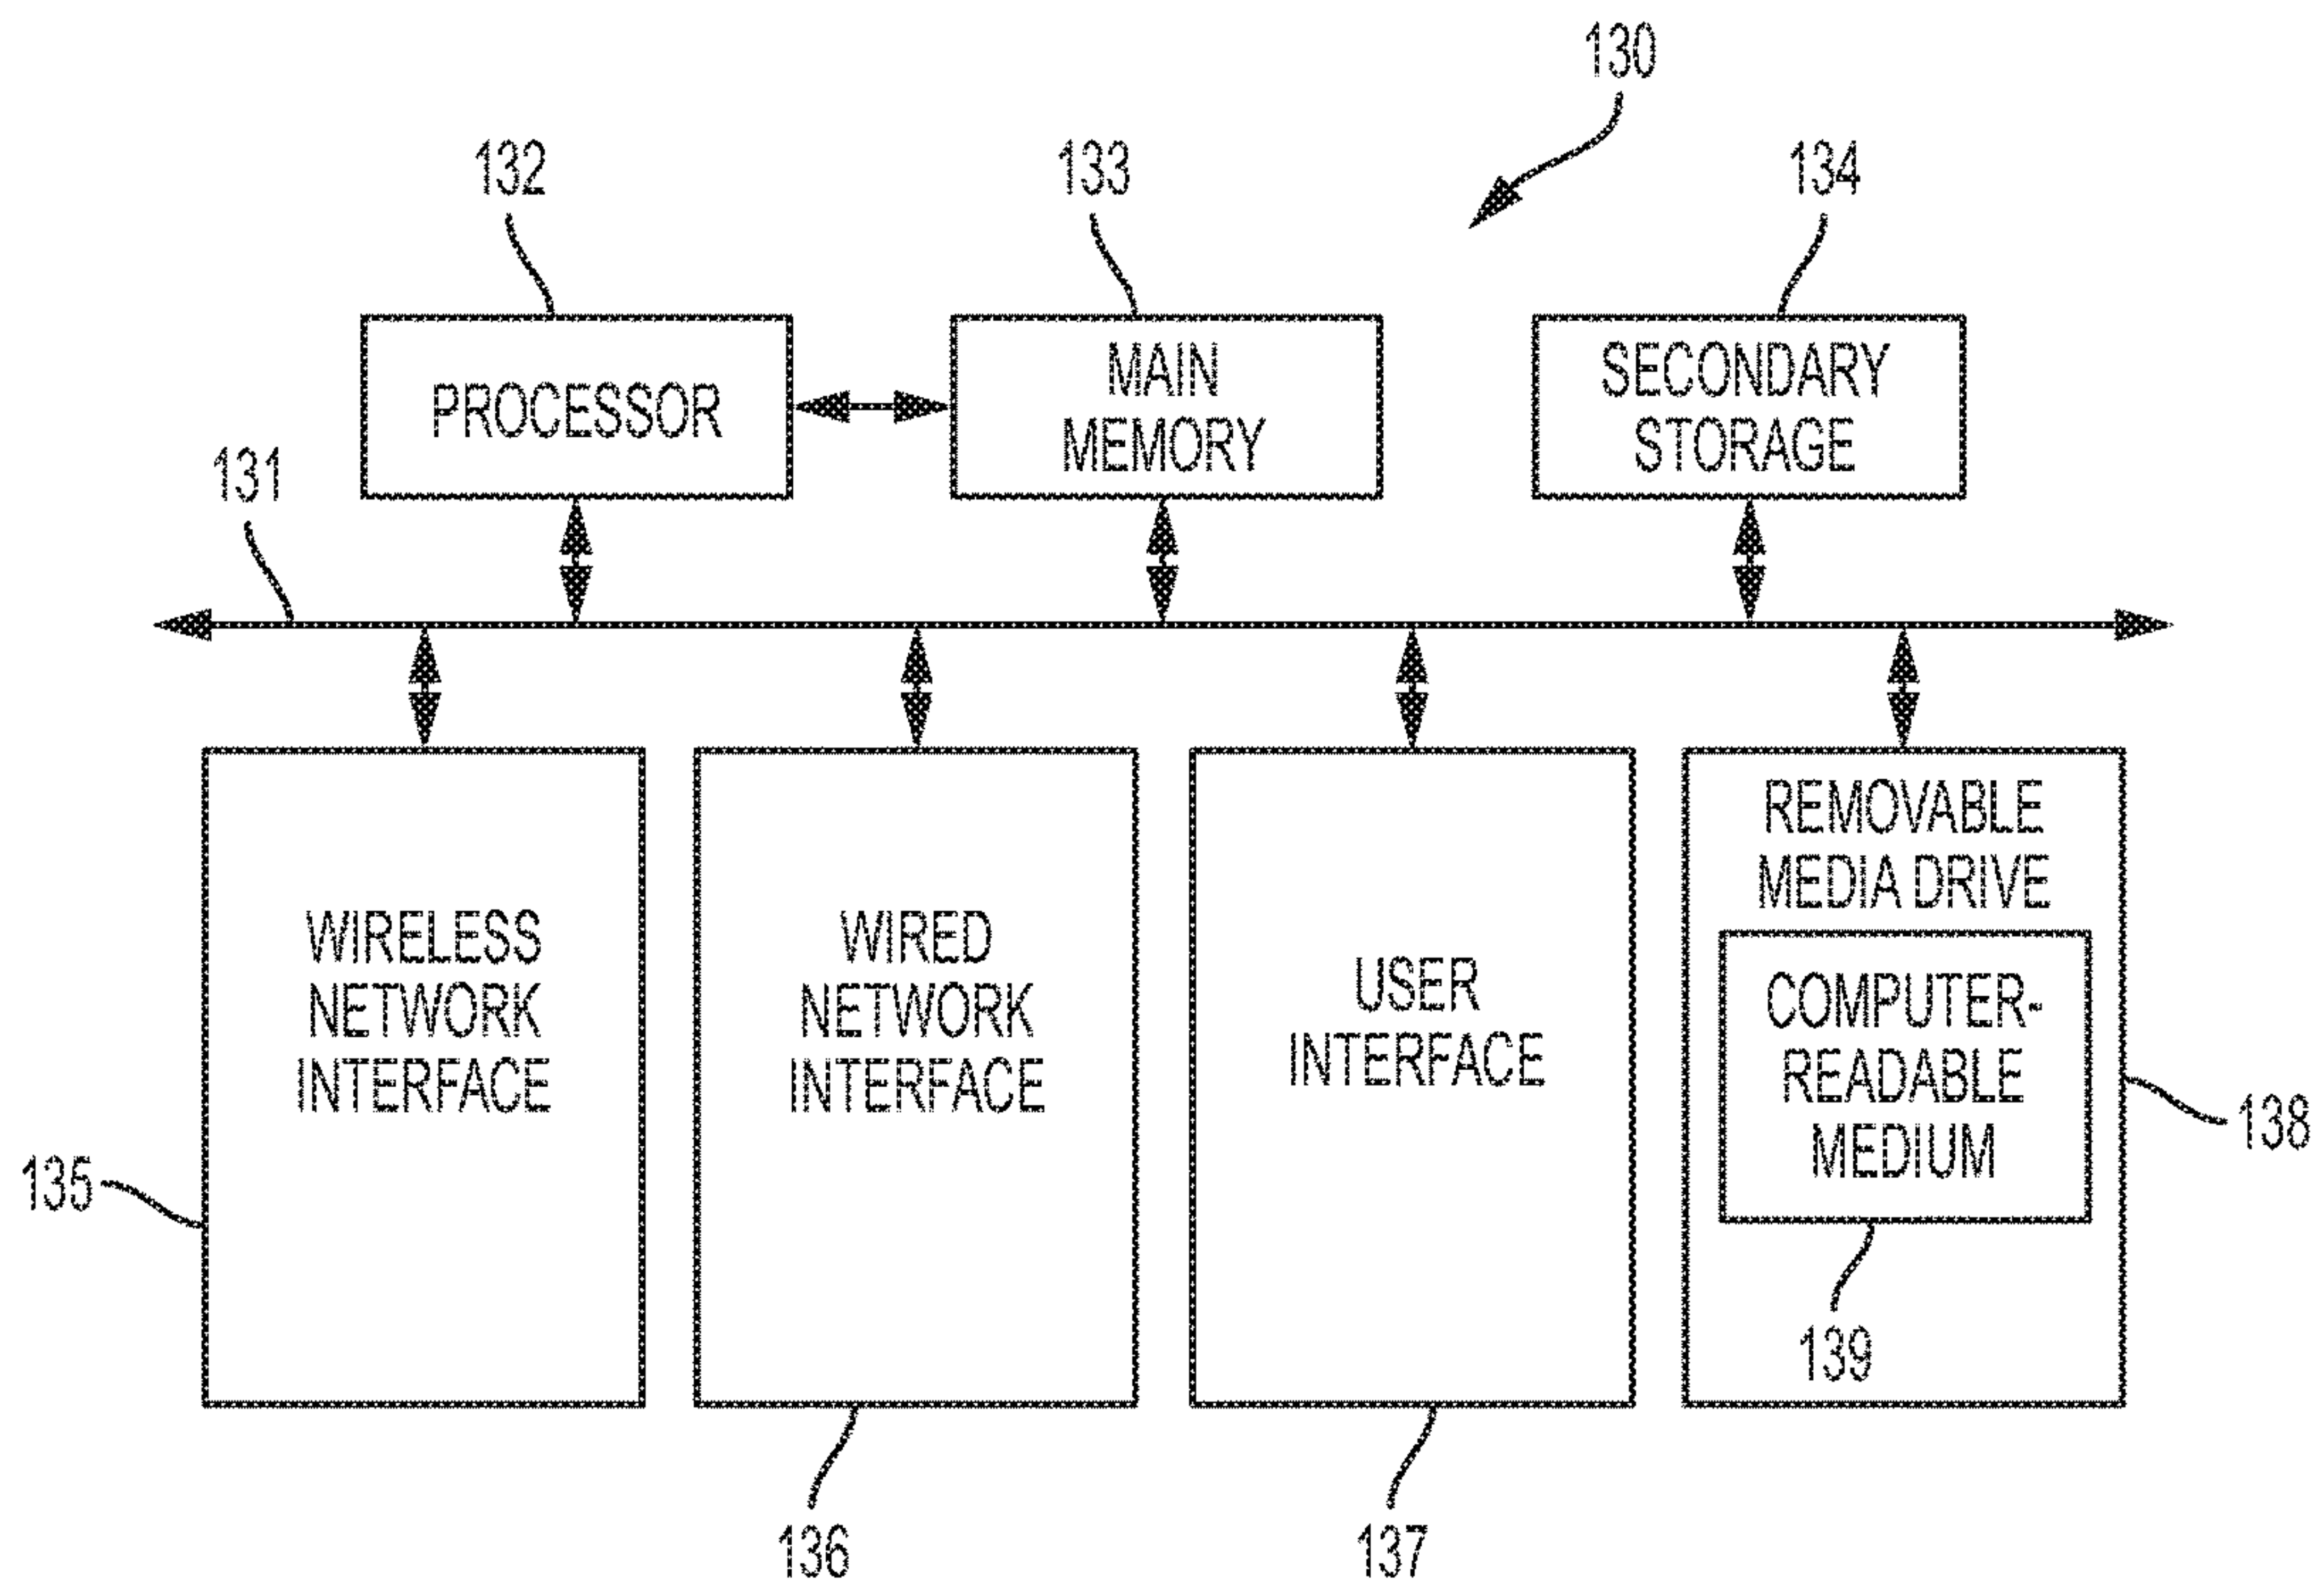 130
132
133
134
PROCESSOR
MAIN
MEMORY
SECONDARY
STORAGE
131
WIRELESS
NETWORK
INTERFACE
WIRED
NETWORK
INTERFACE
USER
INTERFACE
REMOVABLE
MEDIA DRIVE
COMPUTER-
READABLE
MEDIUM
135
138
139
136
137